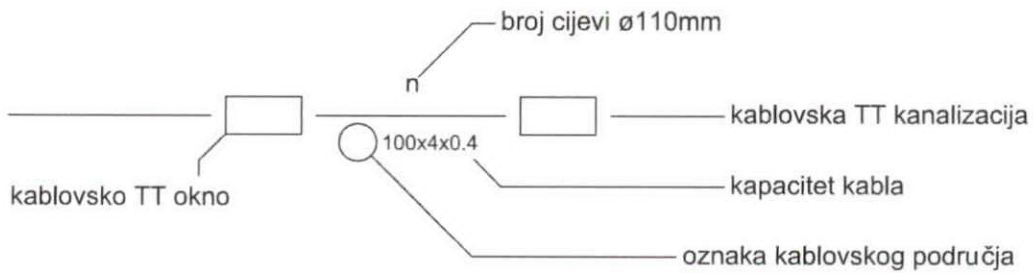 broj cijevi ø110mm
n
kablovska TT kanalizacija
100x4x0.4
kapacitet kabla
kablovsko TT okno
oznaka kablovskog područja